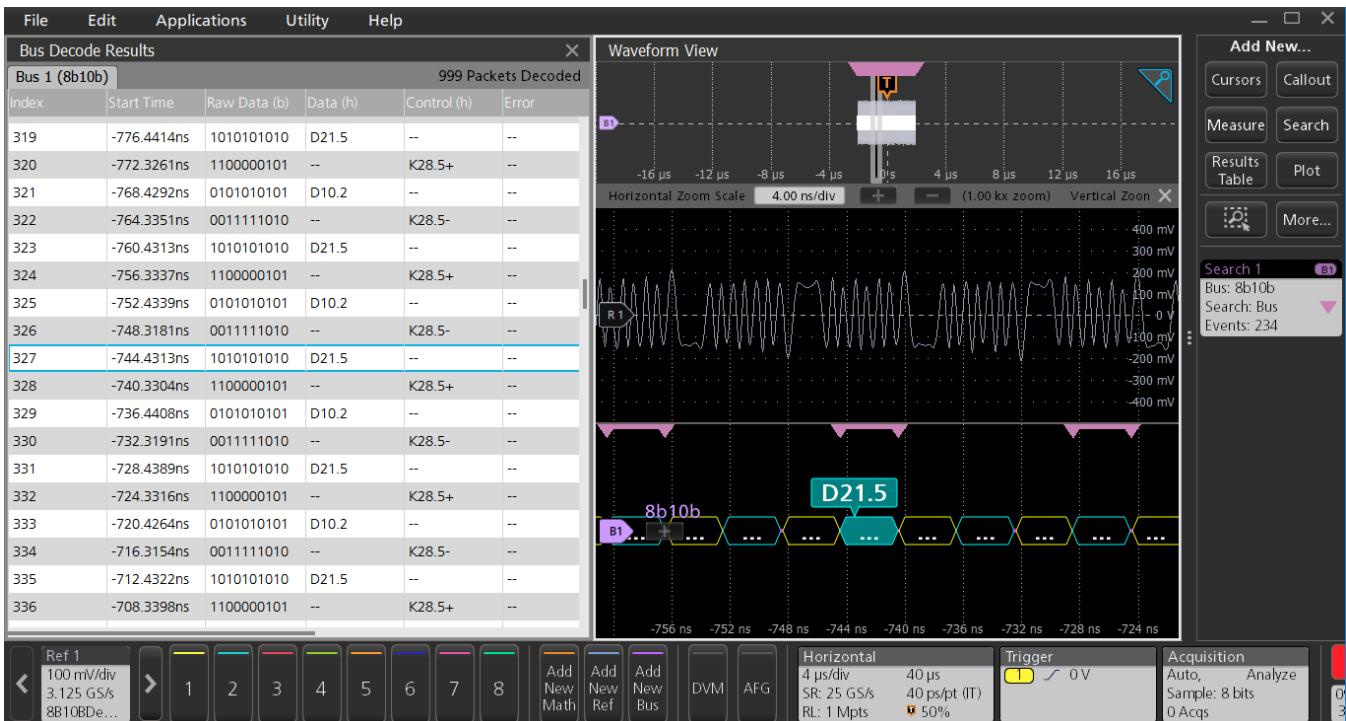 File Edit Applications Utility Help
Bus Decode Results
Bus 1 (8b10b) 999 Packets Decoded
Index Start Time Raw Data (b) Data (h) Control (h) Error
319 -776.4414ns 1010101010 D21.5 -- --
320 -772.3261ns 1100000101 -- K28.5+ --
321 -768.4292ns 0101010101 D10.2 -- --
322 -764.3351ns 0011111010 -- K28.5- --
323 -760.4313ns 1010101010 D21.5 -- --
324 -756.3337ns 1100000101 -- K28.5+ --
325 -752.4339ns 0101010101 D10.2 -- --
326 -748.3181ns 0011111010 -- K28.5- --
327 -744.4313ns 1010101010 D21.5 -- --
328 -740.3304ns 1100000101 -- K28.5+ --
329 -736.4408ns 0101010101 D10.2 -- --
330 -732.3191ns 0011111010 -- K28.5- --
331 -728.4389ns 1010101010 D21.5 -- --
332 -724.3316ns 1100000101 -- K28.5+ --
333 -720.4264ns 0101010101 D10.2 -- --
334 -716.3154ns 0011111010 -- K28.5- --
335 -712.4322ns 1010101010 D21.5 -- --
336 -708.3398ns 1100000101 -- K28.5+ --
Waveform View
T
B1
-16 µs -12 µs -8 µs -4 µs 0 s 4 µs 8 µs 12 µs 16 µs
Horizontal Zoom Scale 4.00 ns/div + - (1.00 kx zoom) Vertical Zoon
400 mV
300 mV
200 mV
100 mV
R 1 0 V
-100 mV
-200 mV
-300 mV
-400 mV
D21.5
8b10b
B1 + ... ... ... ... ... ... ... ... ... ...
-756 ns -752 ns -748 ns -744 ns -740 ns -736 ns -732 ns -728 ns -724 ns
Add New...
Cursors Callout
Measure Search
Results Table Plot
More...
Search 1 B1
Bus: 8b10b
Search: Bus
Events: 234
Ref 1
100 mV/div
3.125 GS/s
8B10BDe...
1 2 3 4 5 6 7 8
Add New Math
Add New Ref
Add New Bus
DVM AFG
Horizontal
4 µs/div 40 µs
SR: 25 GS/s 40 ps/pt (IT)
RL: 1 Mpts 50%
Trigger
1 0 V
Acquisition
Auto, Analyze
Sample: 8 bits
0 Acqs